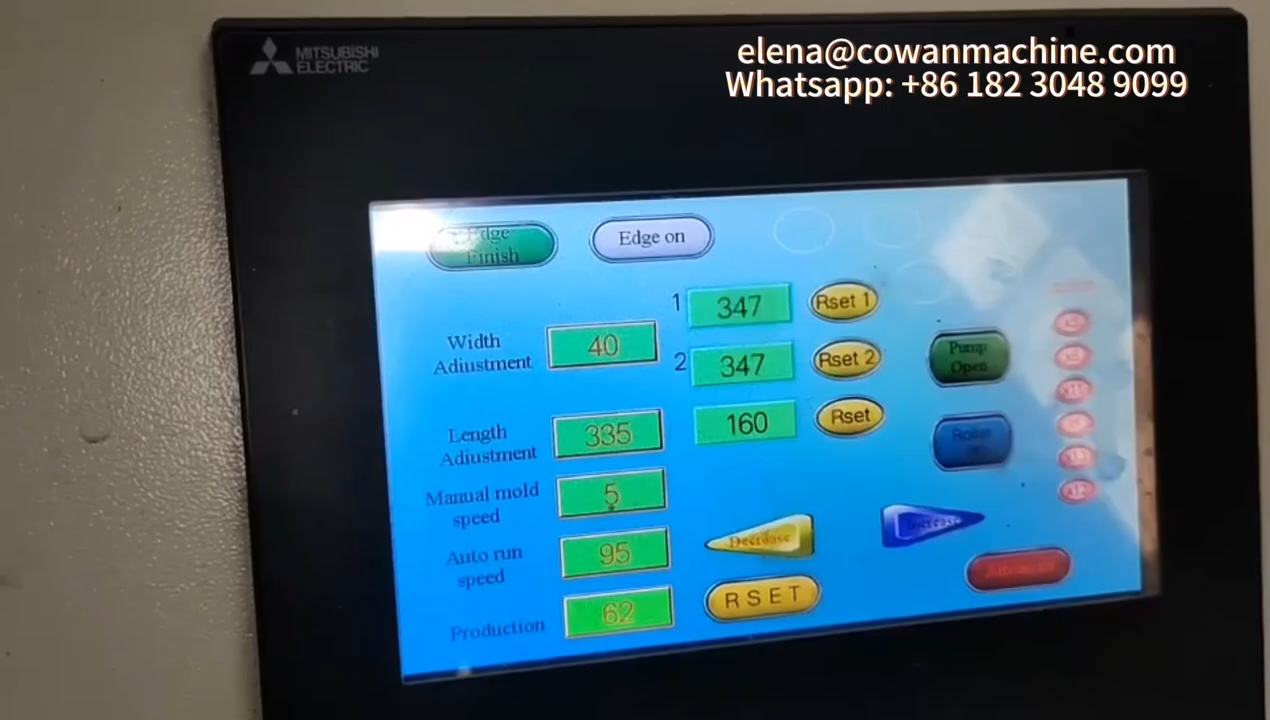 MITSUBISHI
ELECTRIC
elena@cowanmachine.com
Whatsapp: +86 182 3048 9099
Edge
Finish
Edge on
1
347
Rset 1
Width
Adiustment
40
2
347
Rset 2
Pump
Open
Length
Adiustment
335
160
Rset
Roller
Manual mold
speed
5
Decrease
Increase
Auto run
speed
95
Production
62
RSET